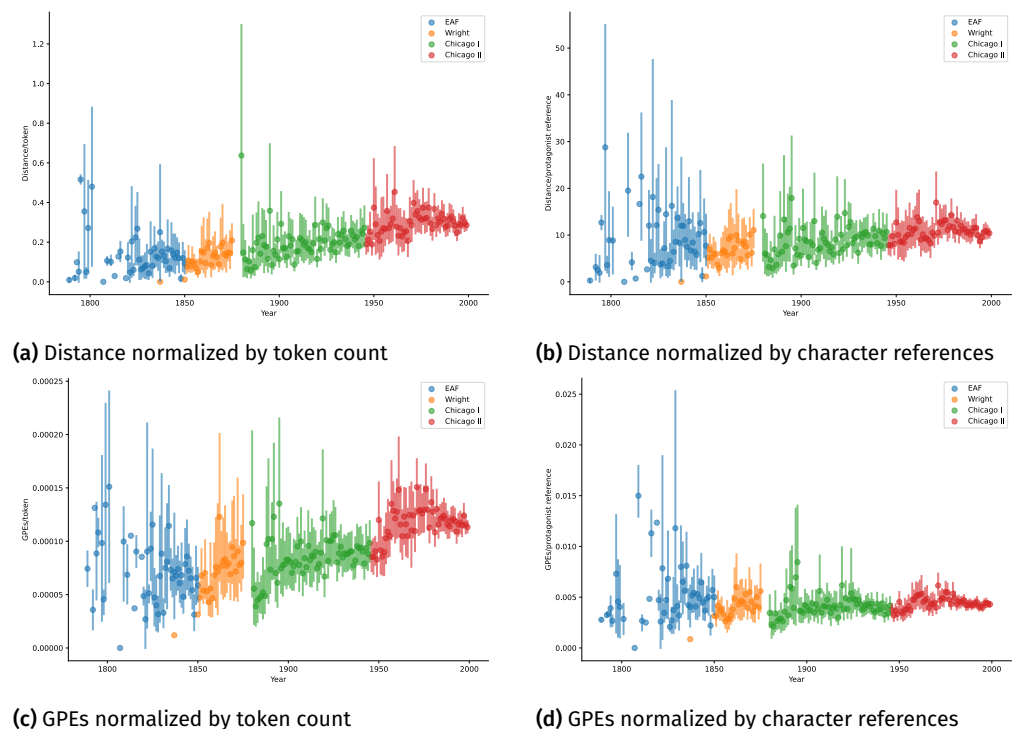 EAF
Wright
Chicago I
Chicago II
1.2
1.0
0.8
0.6
0.4
0.2
0.0
Distance/token
1800 1850 1900 1950 2000
Year
EAF
Wright
Chicago I
Chicago II
50
40
30
20
10
0
Distance/protagonist reference
1800 1850 1900 1950 2000
Year
(a) Distance normalized by token count
(b) Distance normalized by character references
EAF
Wright
Chicago I
Chicago II
0.00025
0.00020
0.00015
0.00010
0.00005
0.00000
GPEs/token
1800 1850 1900 1950 2000
Year
EAF
Wright
Chicago I
Chicago II
0.025
0.020
0.015
0.010
0.005
0.000
GPEs/protagonist reference
1800 1850 1900 1950 2000
Year
(c) GPEs normalized by token count
(d) GPEs normalized by character references